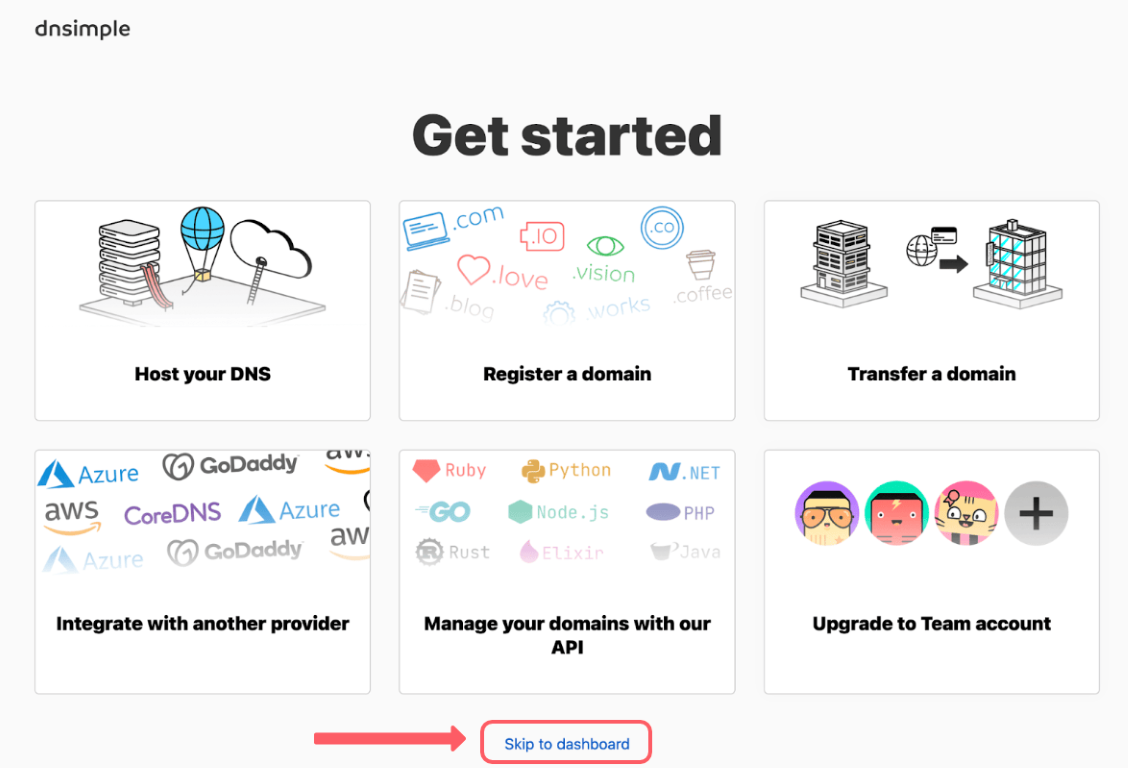 dnsimple
Get started
.com
.IO
.co
.love
.vision
.blog
.works
.coffee
Host your DNS
Register a domain
Transfer a domain
Azure GoDaddy aws
aws CoreDNS Azure
Azure GoDaddy aw
Ruby Python .NET
GO Node.js PHP
Rust Elixir Java
Integrate with another provider
Manage your domains with our
API
Upgrade to Team account
Skip to dashboard